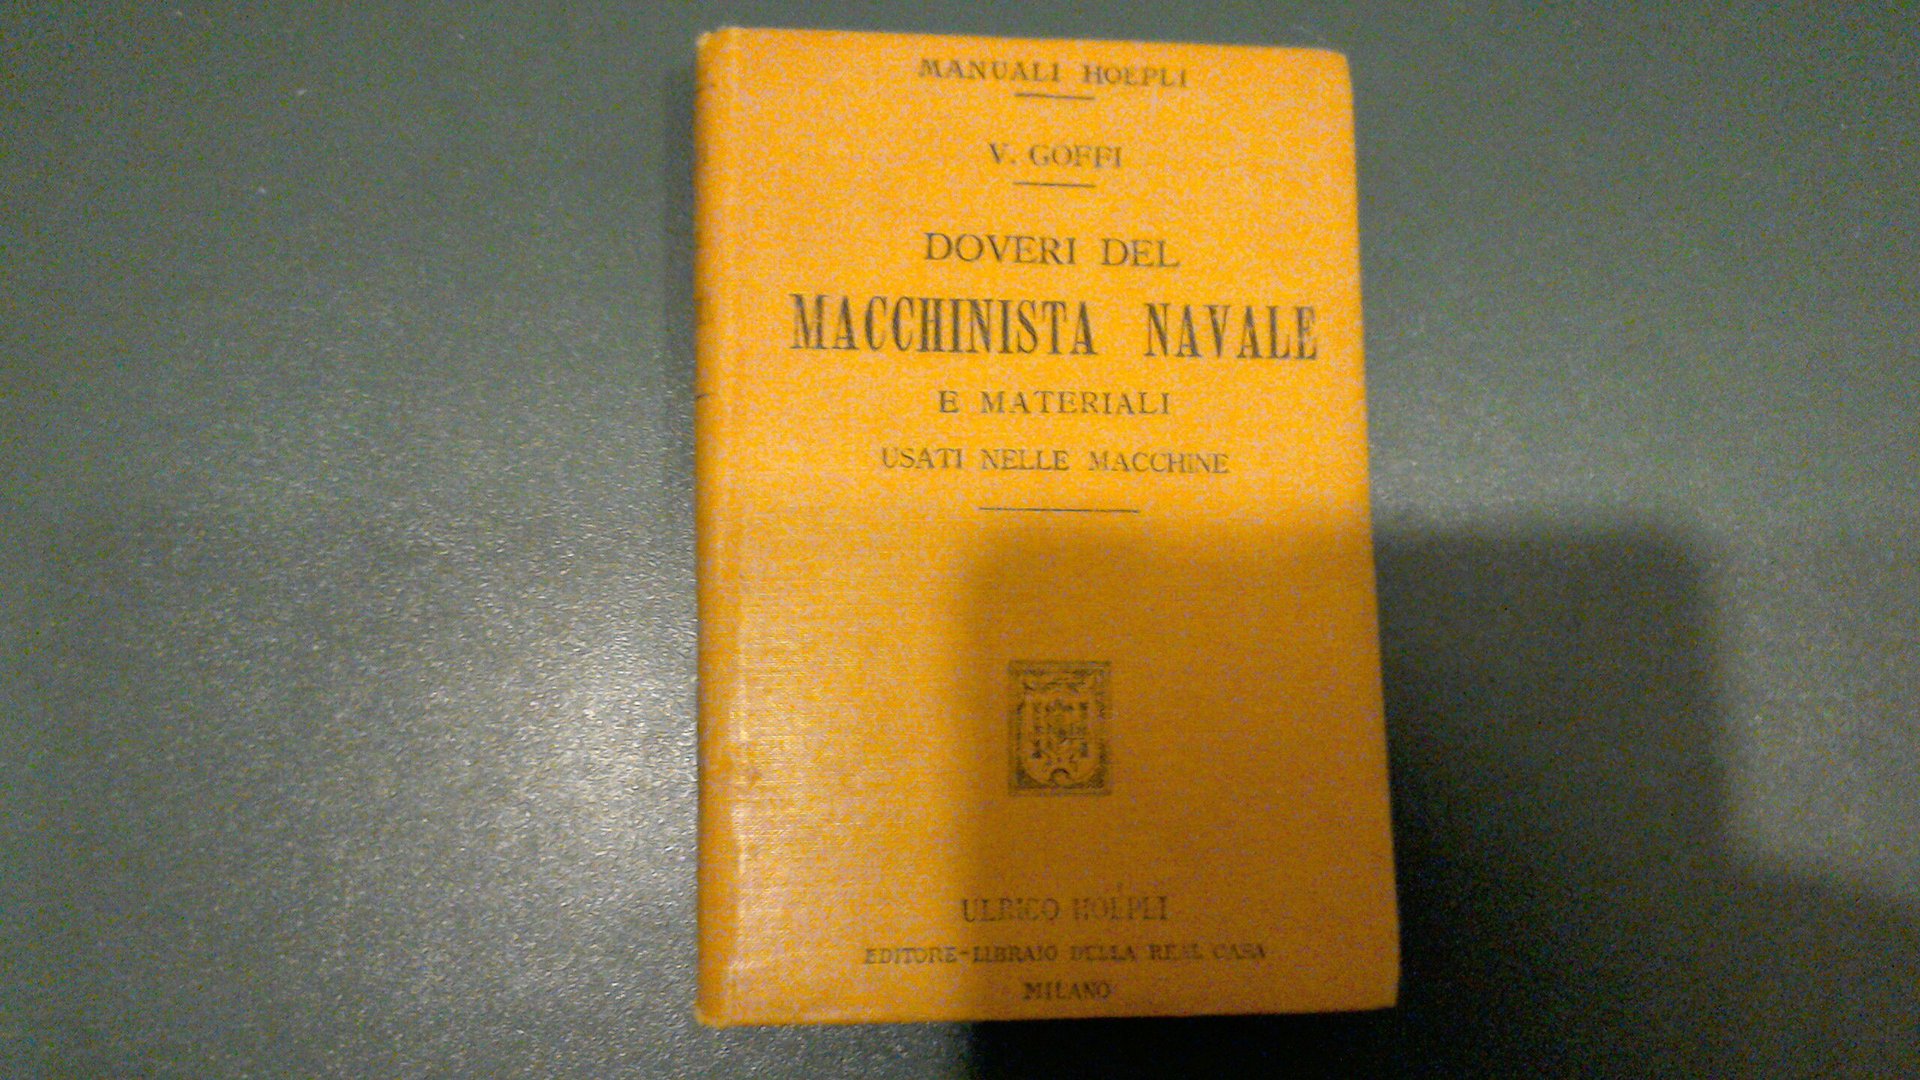 MANUALI HOEPLI
V. GOFFI
DOVERI DEL
MACCHINISTA NAVALE
E MATERIALI
USATI NELLE MACCHINE
ULRICO HOEPLI
EDITORE-LIBRAIO DELLA REAL CASA
MILANO